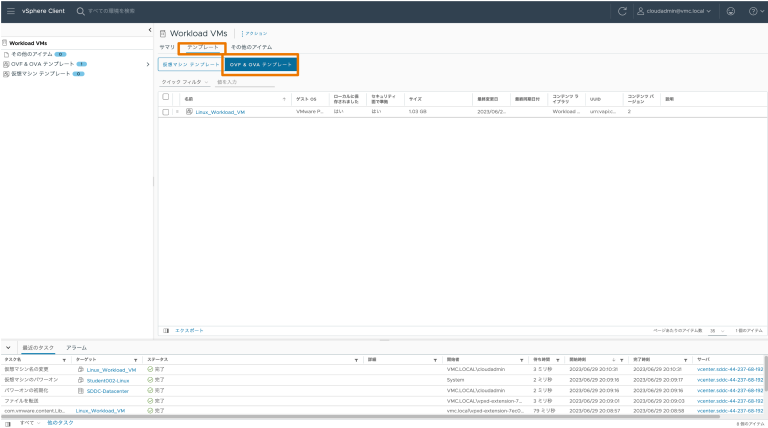 vSphere Client
すべての環境を検索
cloudadmin@vmc.local
Workload VMs
その他のアイテム 0
OVF & OVA テンプレート 1
仮想マシン テンプレート 0
Workload VMs
アクション
サマリ テンプレート その他のアイテム
仮想マシン テンプレート OVF & OVA テンプレート
クイック フィルタ 値を入力
名前 ↑ ゲスト OS ローカルに保存されました セキュリティ面で準拠 サイズ 最終変更日 最終同期日付 コンテンツ ライブラリ UUID コンテンツ バージョン 説明
Linux_Workload_VM VMware P... はい はい 1.03 GB 2023/06/2... Workload ... urn:vapi:c... 2
エクスポート
ページあたりのアイテム数 35 1 個のアイテム
最近のタスク アラーム
タスク名 ターゲット ステータス 詳細 開始者 待ち時間 開始時刻 ↓ 完了時刻 サーバ
仮想マシン名の変更 Linux_Workload_VM 完了 VMC.LOCAL\cloudadmin 3 ミリ秒 2023/06/29 20:10:31 2023/06/29 20:10:31 vcenter.sddc-44-237-68-192
仮想マシンのパワーオン Student002-Linux 完了 System 2 ミリ秒 2023/06/29 20:09:16 2023/06/29 20:09:17 vcenter.sddc-44-237-68-192
パワーオンの初期化 SDDC-Datacenter 完了 VMC.LOCAL\cloudadmin 2 ミリ秒 2023/06/29 20:09:16 2023/06/29 20:09:16 vcenter.sddc-44-237-68-192
ファイルを転送 完了 VMC.LOCAL\vpxd-extension-7... 3 ミリ秒 2023/06/29 20:09:01 2023/06/29 20:09:03 vcenter.sddc-44-237-68-192
com.vmware.content.Lib... Linux_Workload_VM 完了 vmc.local\vpxd-extension-7ec0... 79 ミリ秒 2023/06/29 20:08:57 2023/06/29 20:08:58 vcenter.sddc-44-237-68-192
すべて 他のタスク
8 個のアイテム